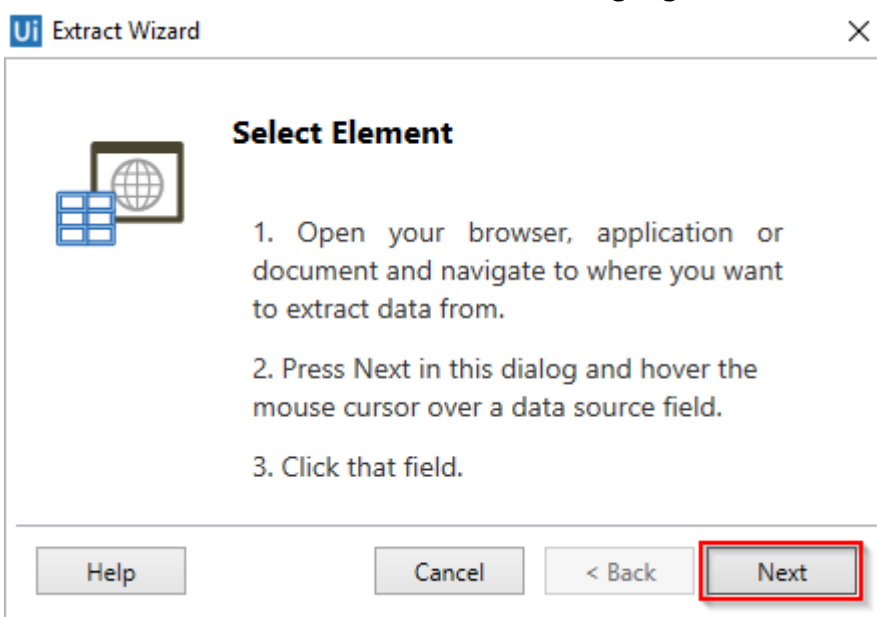 Ui Extract Wizard
Select Element
1. Open your browser, application or
document and navigate to where you want
to extract data from.
2. Press Next in this dialog and hover the
mouse cursor over a data source field.
3. Click that field.
Help Cancel < Back Next